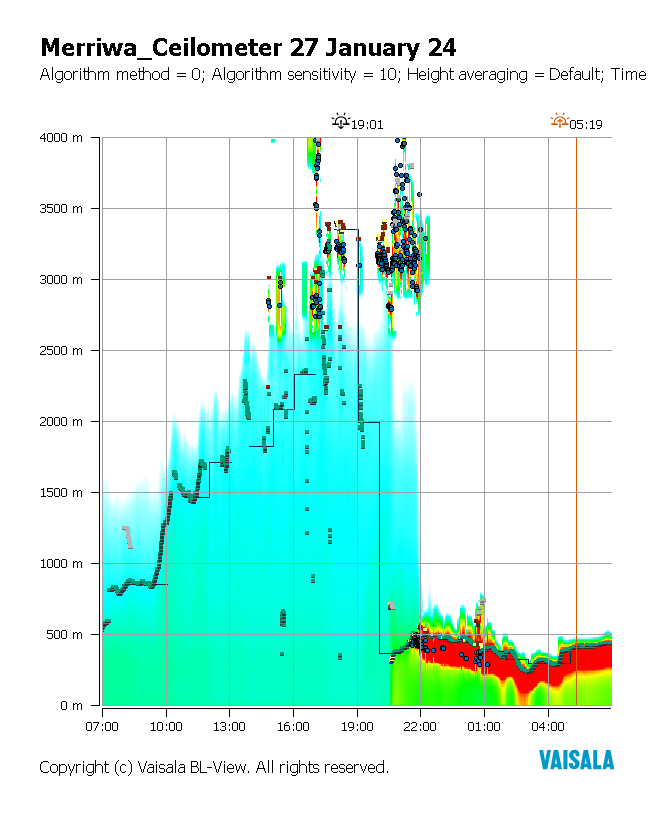 Merriwa_Ceilometer 27 January 24
Algorithm method = 0; Algorithm sensitivity = 10; Height averaging = Default; Time
19:01
05:19
4000 m
3500 m
3000 m
2500 m
2000 m
1500 m
1000 m
500 m
0 m
07:00 10:00 13:00 16:00 19:00 22:00 01:00 04:00
Copyright (c) Vaisala BL-View. All rights reserved.
VAISALA